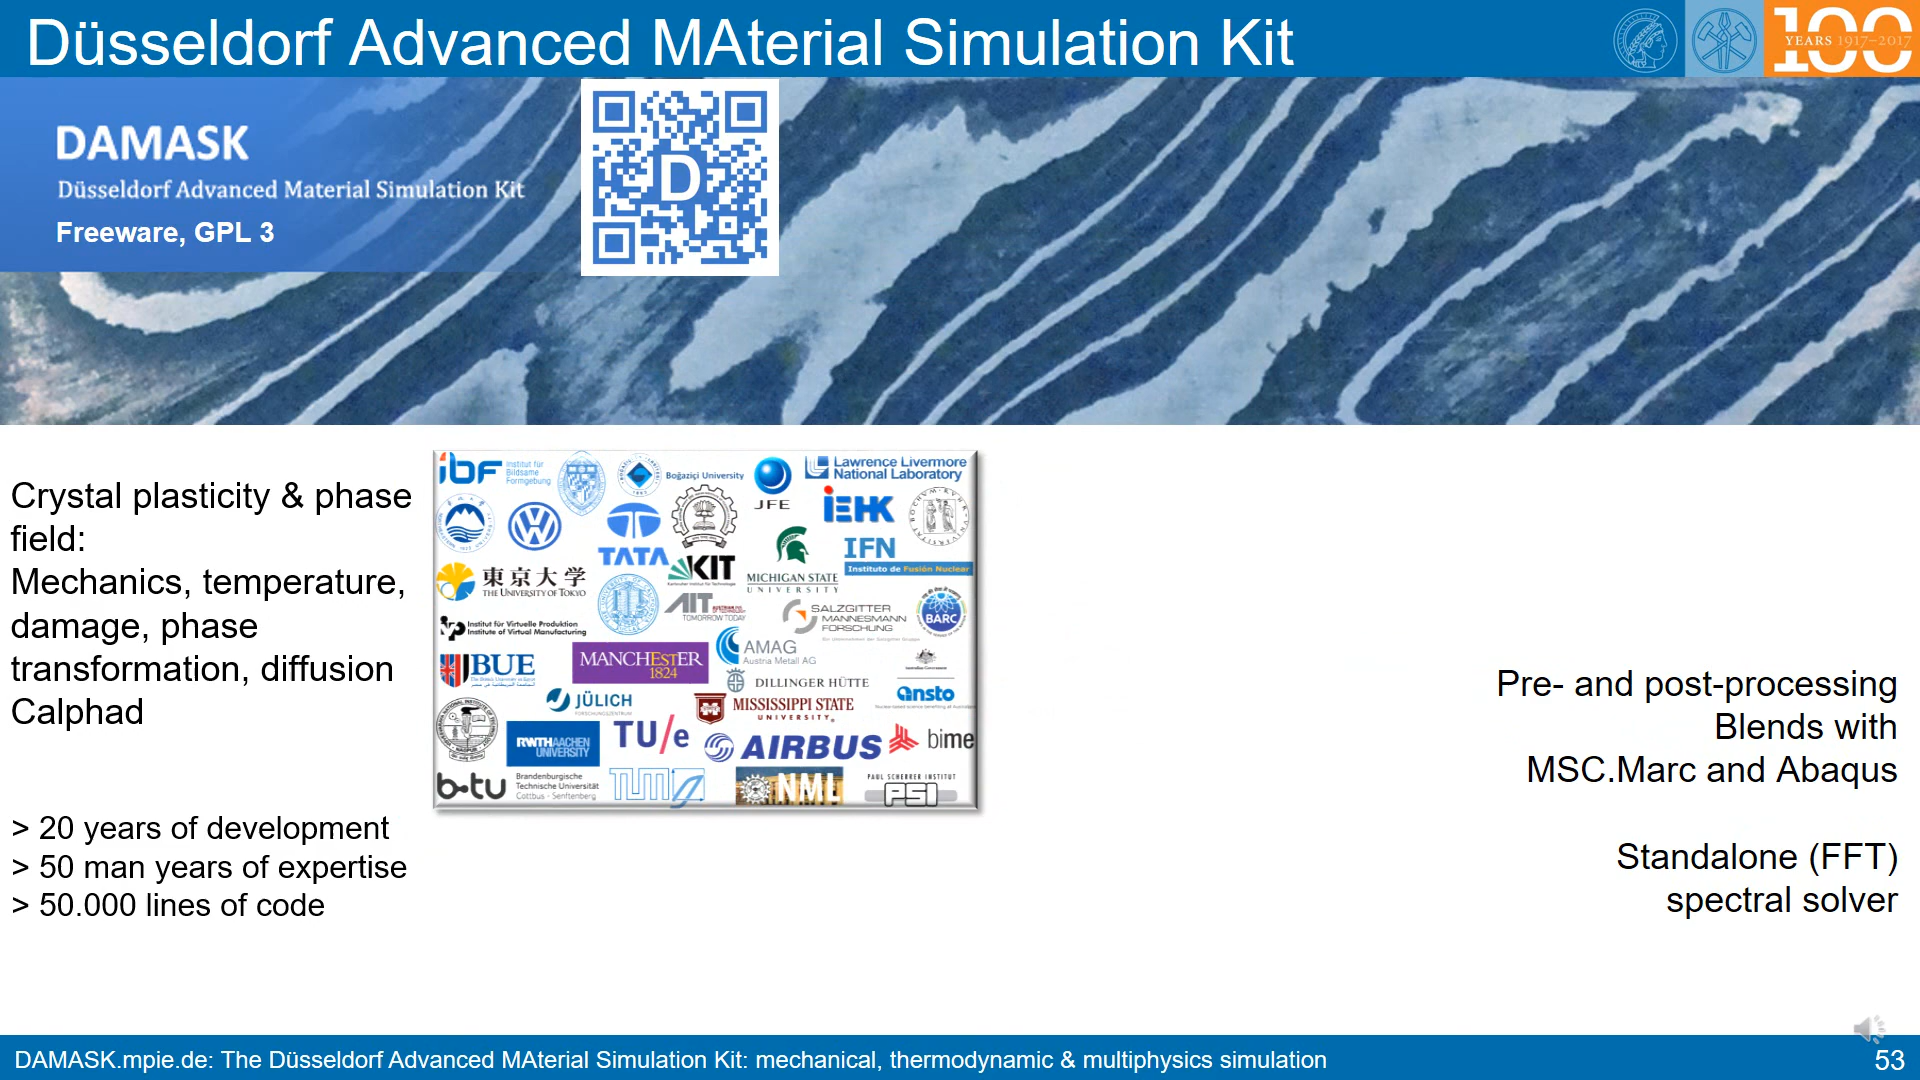 Düsseldorf Advanced MAterial Simulation Kit
100
YEARS 1917–2017
DAMASK
Düsseldorf Advanced Material Simulation Kit
Freeware, GPL 3
D
Crystal plasticity & phase
field:
Mechanics, temperature,
damage, phase
transformation, diffusion
Calphad
> 20 years of development
> 50 man years of expertise
> 50.000 lines of code
ibF
Institut für
Bildsame
Formgebung
Boğaziçi University
JFE
Lawrence Livermore
National Laboratory
TATA
iEHK
KIT
Karlsruher Institut für Technologie
MICHIGAN STATE
UNIVERSITY
IFN
Instituto de Fusión Nuclear
東京大学
THE UNIVERSITY OF TOKYO
AIT
TOMORROW TODAY
SALZGITTER
MANNESMANN
FORSCHUNG
BARC
ivp
Institut für Virtuelle Produktion
Institute of Virtual Manufacturing
BUE
MANCHESTER
1824
AMAG
Austria Metall AG
DILLINGER HÜTTE
ansto
JÜLICH
FORSCHUNGSZENTRUM
MISSISSIPPI STATE
UNIVERSITY
RWTHAACHEN
UNIVERSITY
TU/e
AIRBUS
bime
b-tu
Brandenburgische
Technische Universität
Cottbus - Senftenberg
TUM
NML
PAUL SCHERRER INSTITUT
PSI
Pre- and post-processing
Blends with
MSC.Marc and Abaqus
Standalone (FFT)
spectral solver
DAMASK.mpie.de: The Düsseldorf Advanced MAterial Simulation Kit: mechanical, thermodynamic & multiphysics simulation
53